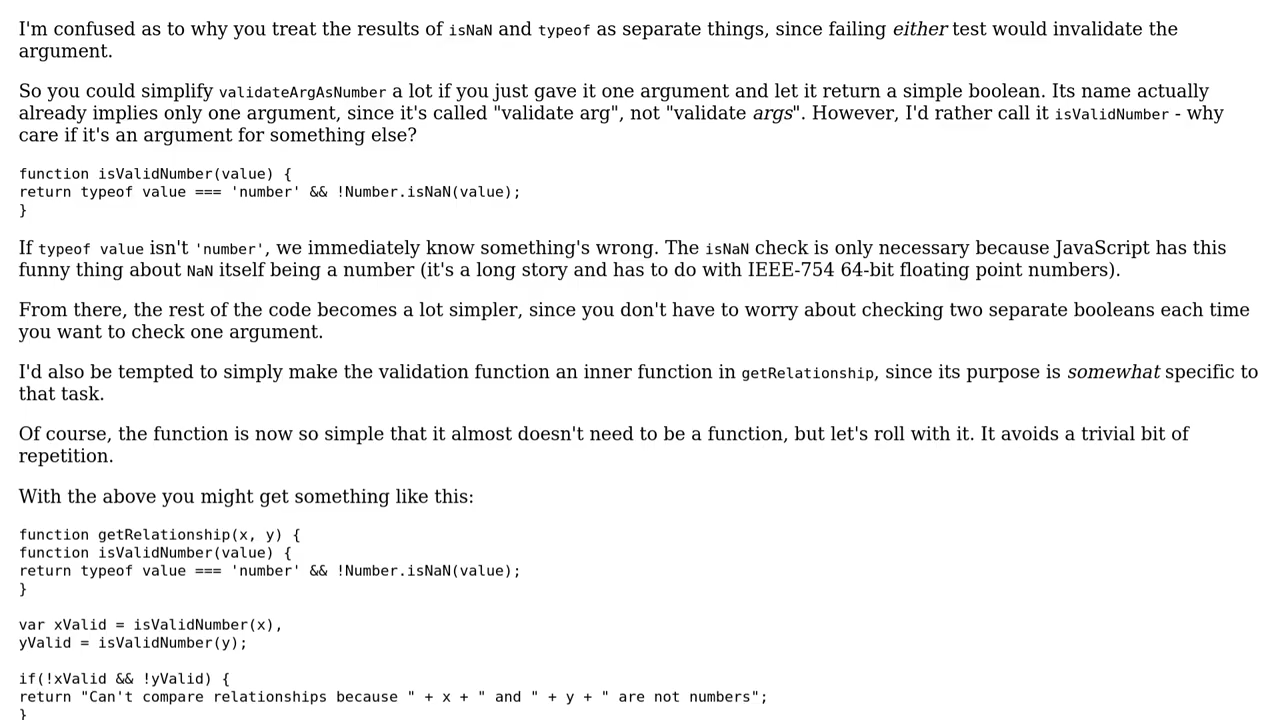 I'm confused as to why you treat the results of isNaN and typeof as separate things, since failing either test would invalidate the
argument.
So you could simplify validateArgAsNumber a lot if you just gave it one argument and let it return a simple boolean. Its name actually
already implies only one argument, since it's called "validate arg", not "validate args". However, I'd rather call it isValidNumber - why
care if it's an argument for something else?
function isValidNumber(value) {
return typeof value === 'number' && !Number.isNaN(value);
}
If typeof value isn't 'number', we immediately know something's wrong. The isNaN check is only necessary because JavaScript has this
funny thing about NaN itself being a number (it's a long story and has to do with IEEE-754 64-bit floating point numbers).
From there, the rest of the code becomes a lot simpler, since you don't have to worry about checking two separate booleans each time
you want to check one argument.
I'd also be tempted to simply make the validation function an inner function in getRelationship, since its purpose is somewhat specific to
that task.
Of course, the function is now so simple that it almost doesn't need to be a function, but let's roll with it. It avoids a trivial bit of
repetition.
With the above you might get something like this:
function getRelationship(x, y) {
function isValidNumber(value) {
return typeof value === 'number' && !Number.isNaN(value);
}
var xValid = isValidNumber(x),
yValid = isValidNumber(y);
if(!xValid && !yValid) {
return "Can't compare relationships because " + x + " and " + y + " are not numbers";
}